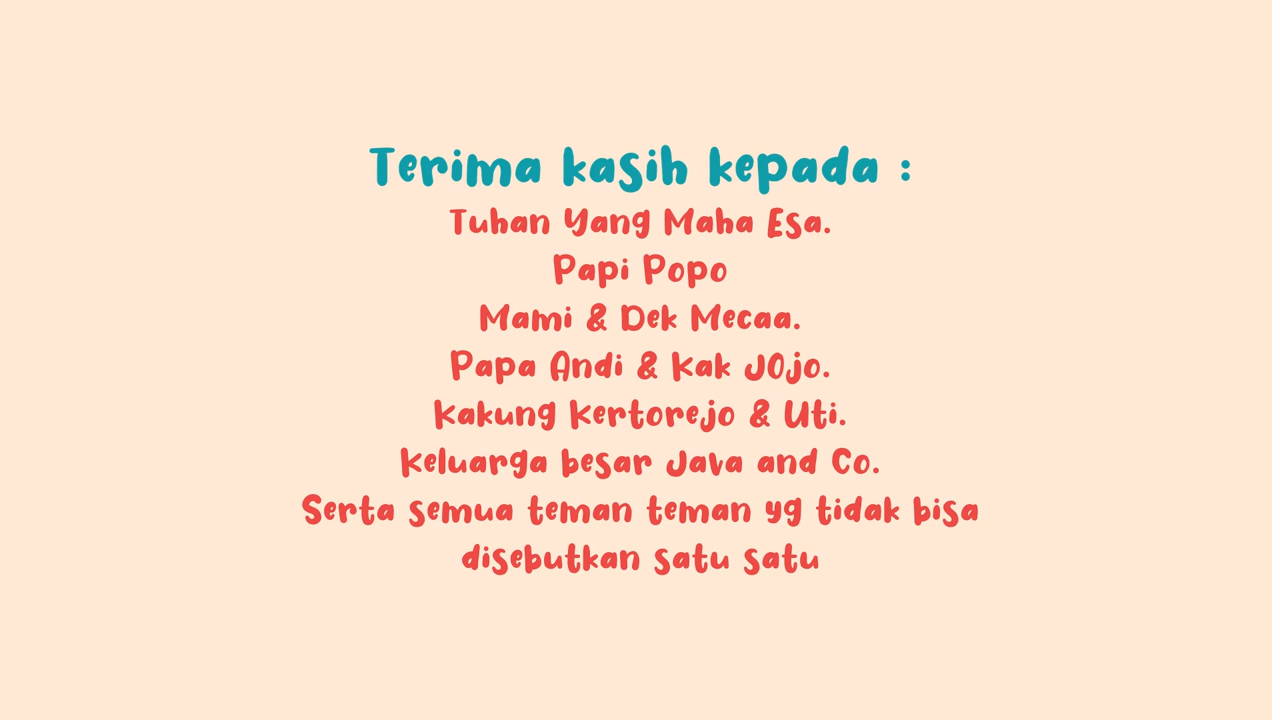 Terima kasih kepada :
Tuhan Yang Maha Esa.
Papi Popo
Mami & Dek Mecaa.
Papa Andi & Kak JOjo.
Kakung Kertorejo & Uti.
Keluarga besar Java and Co.
Serta semua teman teman yg tidak bisa
disebutkan satu satu